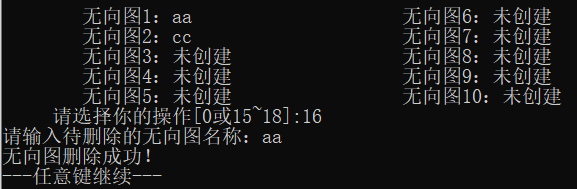 无向图1：aa 无向图6：未创建
无向图2：cc 无向图7：未创建
无向图3：未创建 无向图8：未创建
无向图4：未创建 无向图9：未创建
无向图5：未创建 无向图10：未创建
请选择你的操作[0或15~18]:16
请输入待删除的无向图名称：aa
无向图删除成功！
---任意键继续---